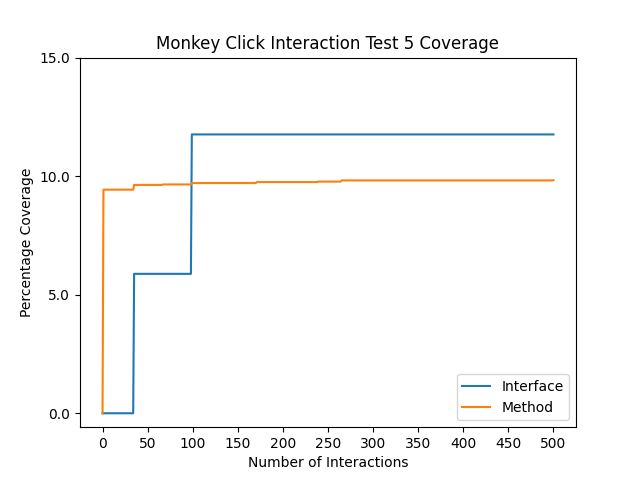 Monkey Click Interaction Test 5 Coverage
15.0
10.0
5.0
0.0
Percentage Coverage
0 50 100 150 200 250 300 350 400 450 500
Number of Interactions
Interface
Method